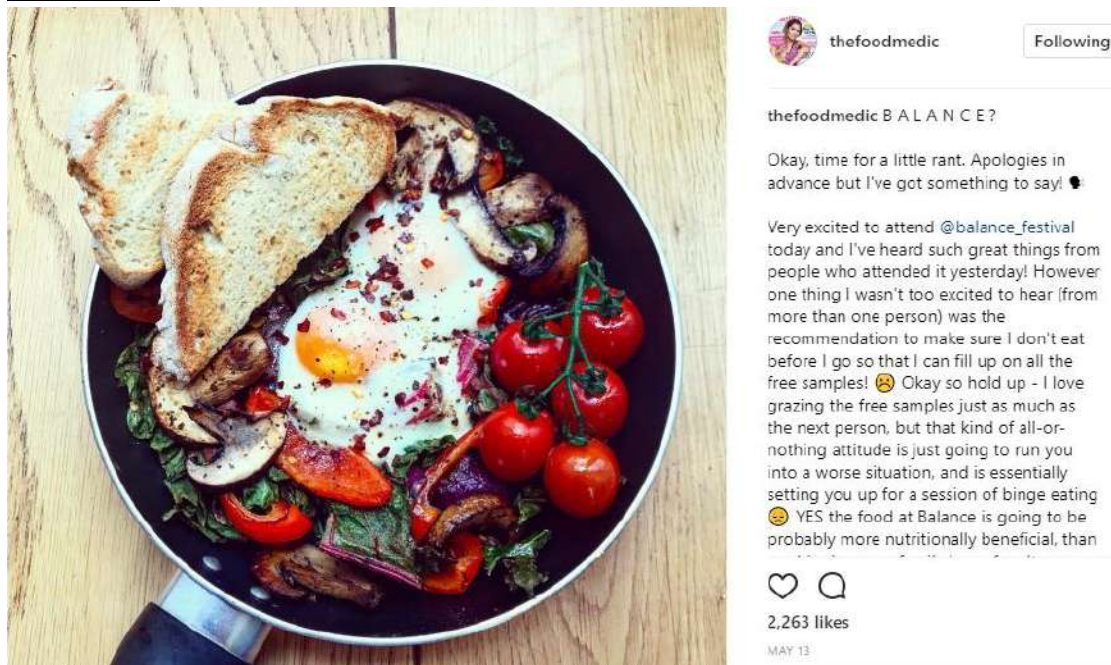 thefoodmedic
Following
thefoodmedic B A L A N C E ?
Okay, time for a little rant. Apologies in
advance but I've got something to say! 🗣
Very excited to attend @balance_festival
today and I've heard such great things from
people who attended it yesterday! However
one thing I wasn't too excited to hear (from
more than one person) was the
recommendation to make sure I don't eat
before I go so that I can fill up on all the
free samples! ☹️ Okay so hold up - I love
grazing the free samples just as much as
the next person, but that kind of all-or-
nothing attitude is just going to run you
into a worse situation, and is essentially
setting you up for a session of binge eating
😔 YES the food at Balance is going to be
probably more nutritionally beneficial, than
2,263 likes
MAY 13